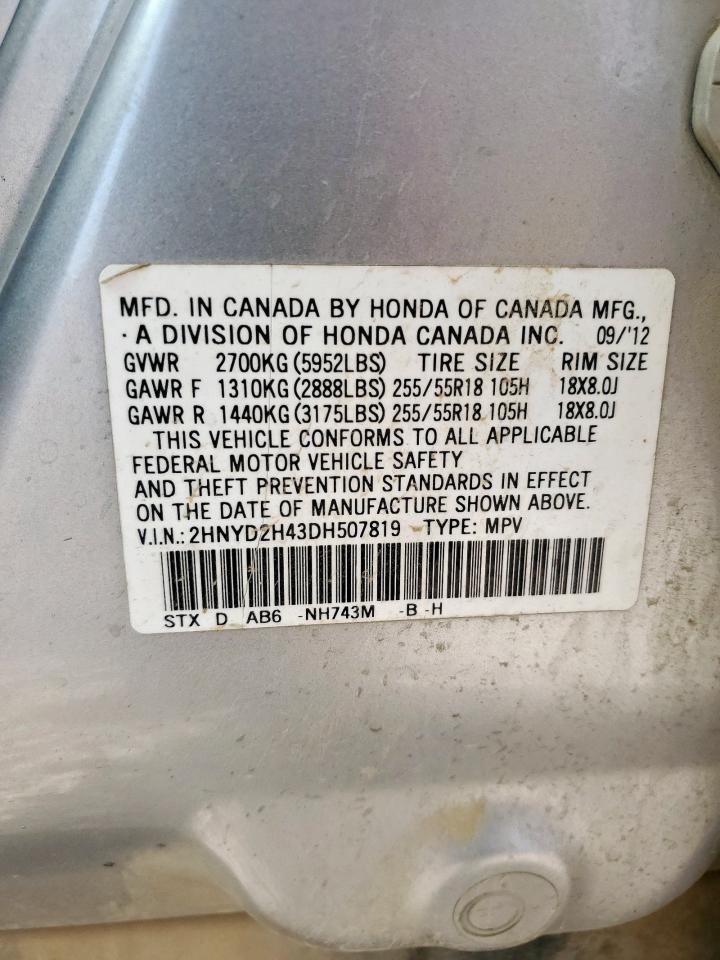 MFD. IN CANADA BY HONDA OF CANADA MFG.,
· A DIVISION OF HONDA CANADA INC. 09/'12
GVWR 2700KG (5952LBS) TIRE SIZE RIM SIZE
GAWR F 1310KG (2888LBS) 255/55R18 105H 18X8.0J
GAWR R 1440KG (3175LBS) 255/55R18 105H 18X8.0J
THIS VEHICLE CONFORMS TO ALL APPLICABLE
FEDERAL MOTOR VEHICLE SAFETY
AND THEFT PREVENTION STANDARDS IN EFFECT
ON THE DATE OF MANUFACTURE SHOWN ABOVE.
V.I.N.: 2HNYD2H43DH507819 TYPE: MPV
STX D AB6 -NH743M -B -H